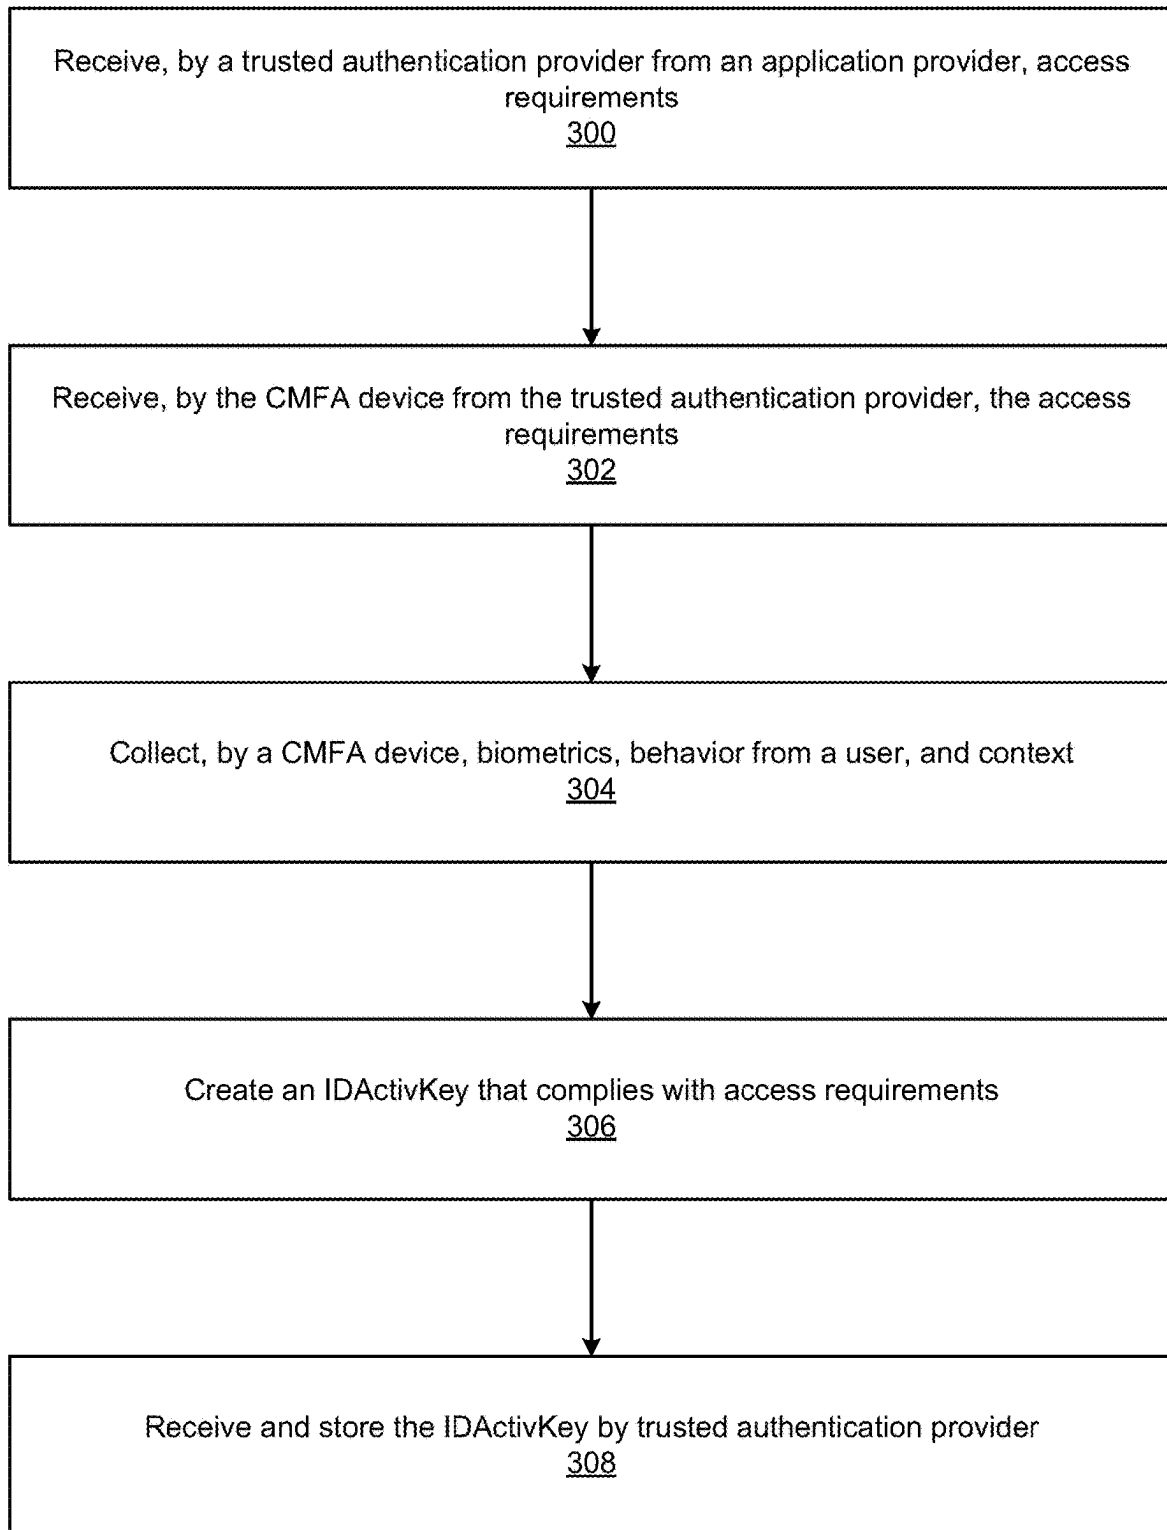 Receive, by a trusted authentication provider from an application provider, access
requirements
300
Receive, by the CMFA device from the trusted authentication provider, the access
requirements
302
Collect, by a CMFA device, biometrics, behavior from a user, and context
304
Create an IDActivKey that complies with access requirements
306
Receive and store the IDActivKey by trusted authentication provider
308